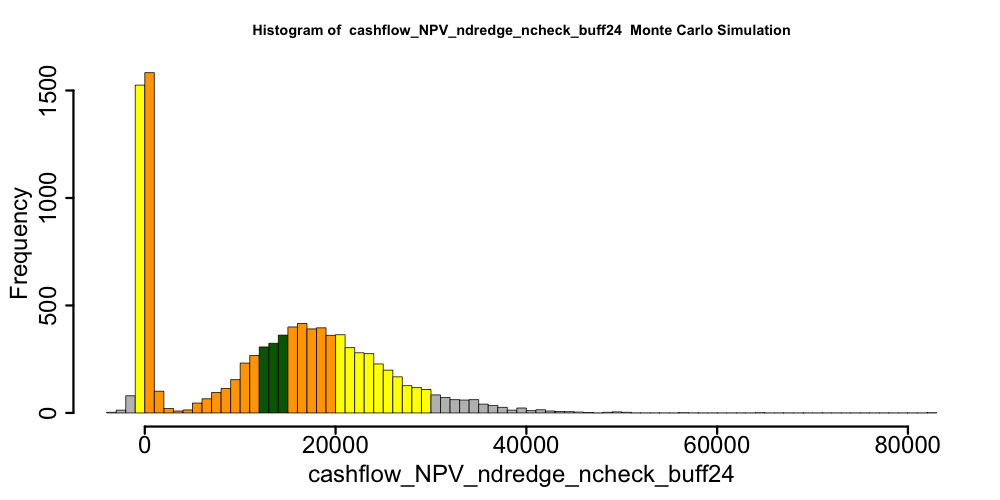 Histogram of  cashflow_NPV_ndredge_ncheck_buff24  Monte Carlo Simulation
Frequency
1500
1000
500
0
0 20000 40000 60000 80000
cashflow_NPV_ndredge_ncheck_buff24